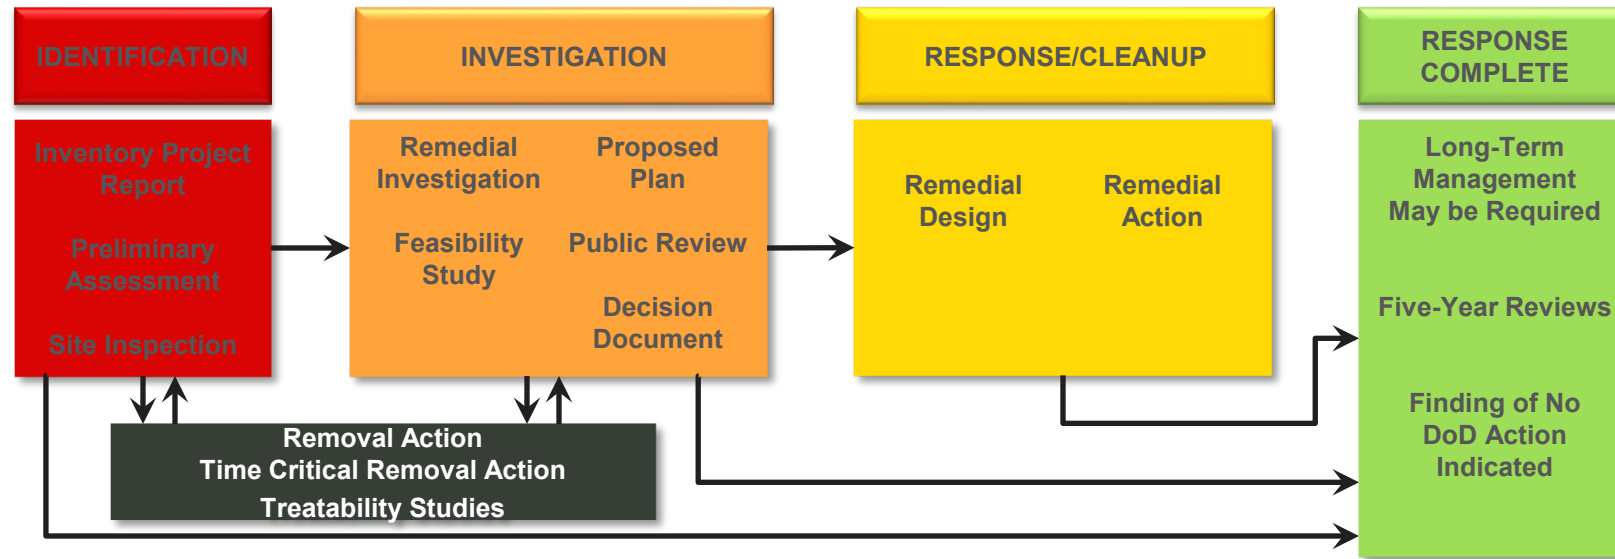 IDENTIFICATION
INVESTIGATION
RESPONSE/CLEANUP
RESPONSE
COMPLETE
Inventory Project
Report
Preliminary
Assessment
Site Inspection
Remedial
Investigation
Feasibility
Study
Proposed
Plan
Public Review
Decision
Document
Remedial
Design
Remedial
Action
Long-Term
Management
May be Required
Five-Year Reviews
Finding of No
DoD Action
Indicated
Removal Action
Time Critical Removal Action
Treatability Studies